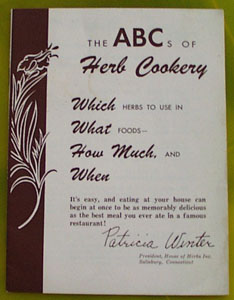 THE ABCS OF
Herb Cookery
Which HERBS TO USE IN
What FOODS—
How Much, AND
When
It's easy, and eating at your house can
begin at once to be as memorably delicious
as the best meal you ever ate in a famous
restaurant!
Patricia Winter
President, House of Herbs Inc.
Salisbury, Connecticut